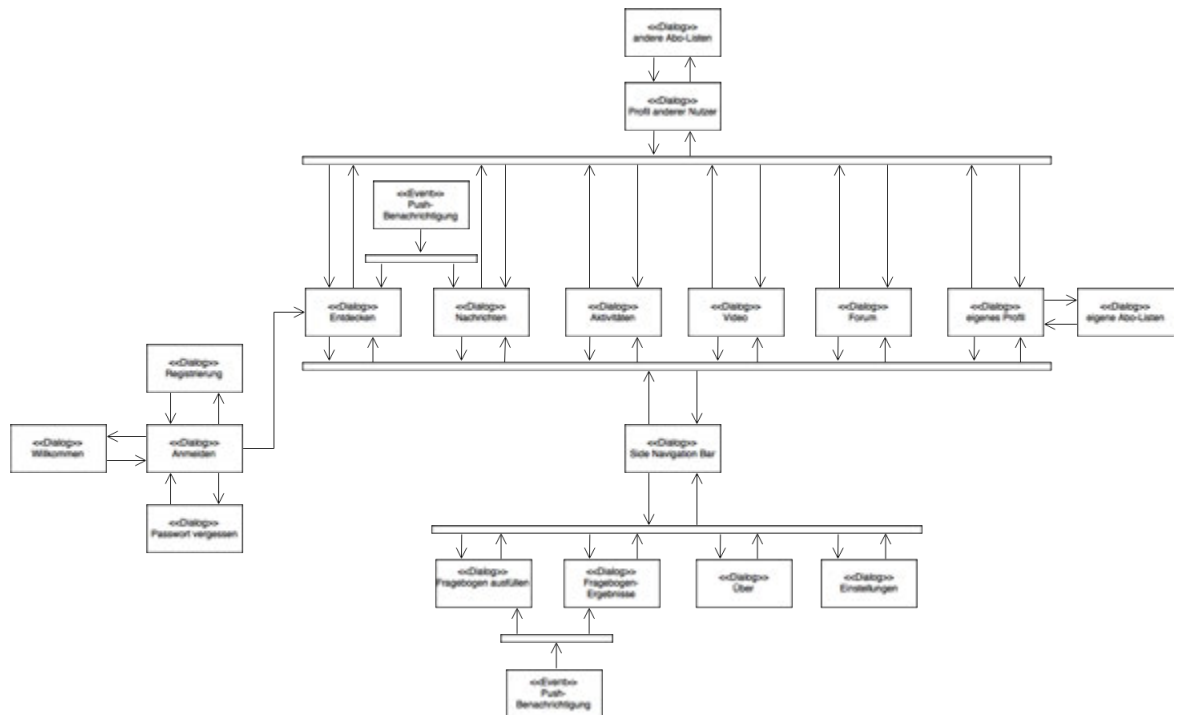 <<Dialog>>
andere Abo-Listen
<<Dialog>>
Profil anderer Nutzer
<<Event>>
Push-
Benachrichtigung
<<Dialog>>
Entdecken
<<Dialog>>
Nachrichten
<<Dialog>>
Aktivitäten
<<Dialog>>
Video
<<Dialog>>
Forum
<<Dialog>>
eigenes Profil
<<Dialog>>
eigene Abo-Listen
<<Dialog>>
Registrierung
<<Dialog>>
Willkommen
<<Dialog>>
Anmelden
<<Dialog>>
Side Navigation Bar
<<Dialog>>
Passwort vergessen
<<Dialog>>
Fragebogen ausfüllen
<<Dialog>>
Fragebogen-
Ergebnisse
<<Dialog>>
Über
<<Dialog>>
Einstellungen
<<Event>>
Push-
Benachrichtigung